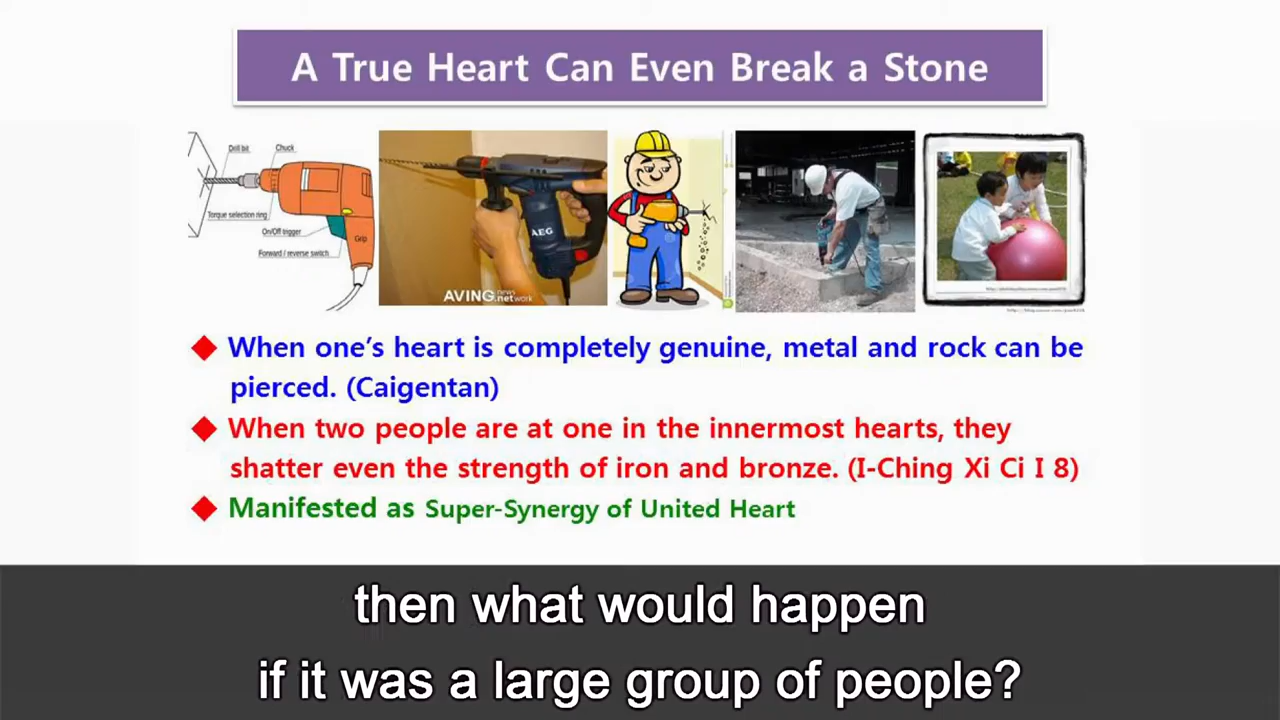 A True Heart Can Even Break a Stone
Drill bit
Chuck
Torque selection ring
On/Off trigger
Forward / reverse switch
Grip
AEG
AVING news network
◆ When one's heart is completely genuine, metal and rock can be
pierced. (Caigentan)
◆ When two people are at one in the innermost hearts, they
shatter even the strength of iron and bronze. (I-Ching Xi Ci I 8)
◆ Manifested as Super-Synergy of United Heart
then what would happen
if it was a large group of people?